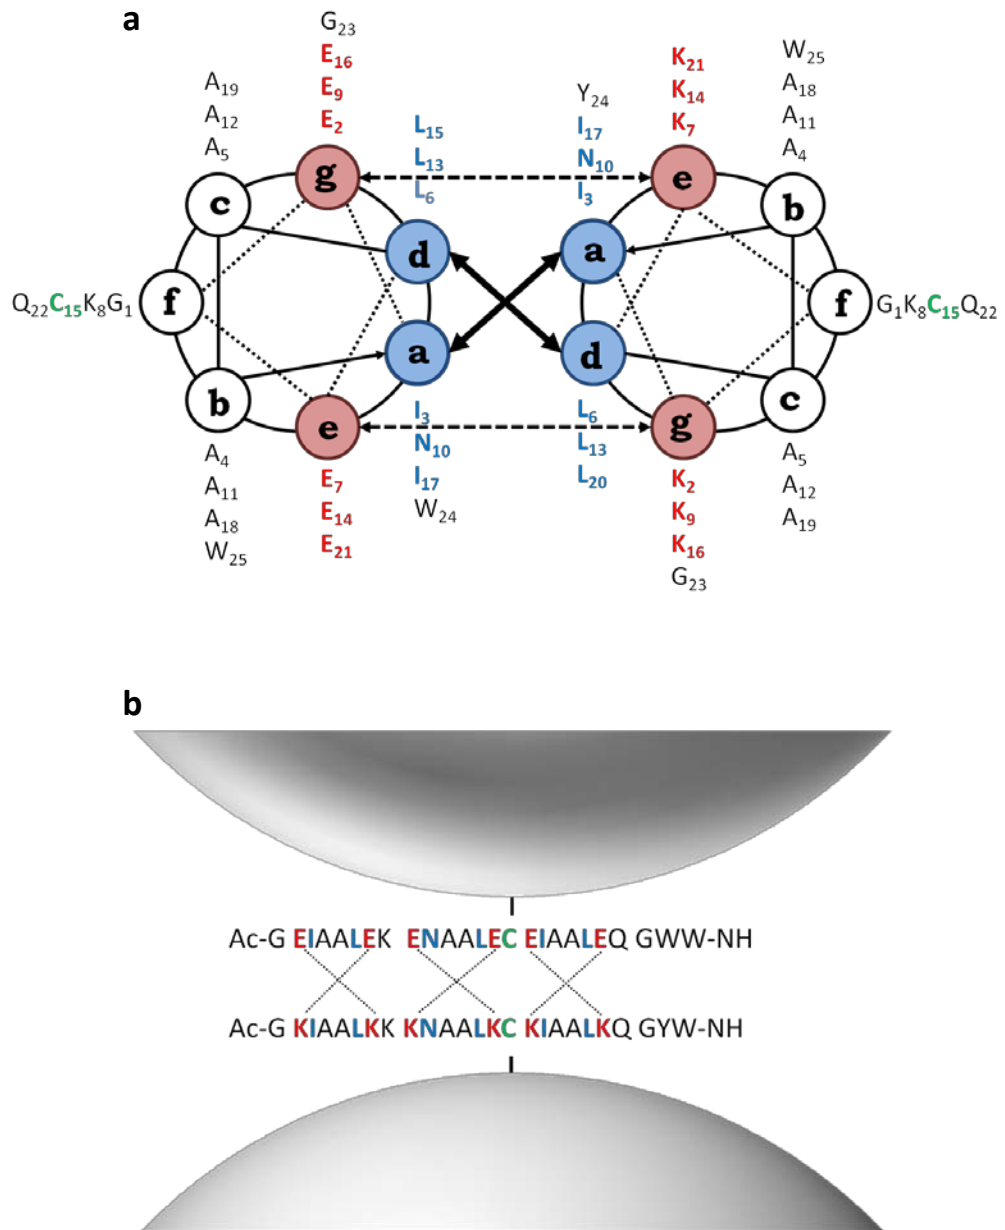 a
G₂₃
E₁₆
E₉
E₂
A₁₉
A₁₂
A₅
L₁₅
L₁₃
L₆
Y₂₄
I₁₇
N₁₀
I₃
K₂₁
K₁₄
K₇
W₂₅
A₁₈
A₁₁
A₄
g
e
c
b
d
a
Q₂₂C₁₅K₈G₁
f
f
G₁K₈C₁₅Q₂₂
a
d
b
c
e
g
A₄
A₁₁
A₁₈
W₂₅
E₇
E₁₄
E₂₁
I₃
N₁₀
I₁₇
W₂₄
L₆
L₁₃
L₂₀
K₂
K₉
K₁₆
G₂₃
A₅
A₁₂
A₁₉
b
Ac-G EIAALEK ENAALEC EIAALEQ GWW-NH
Ac-G KIAALKK KNAALKC KIAALKQ GYW-NH